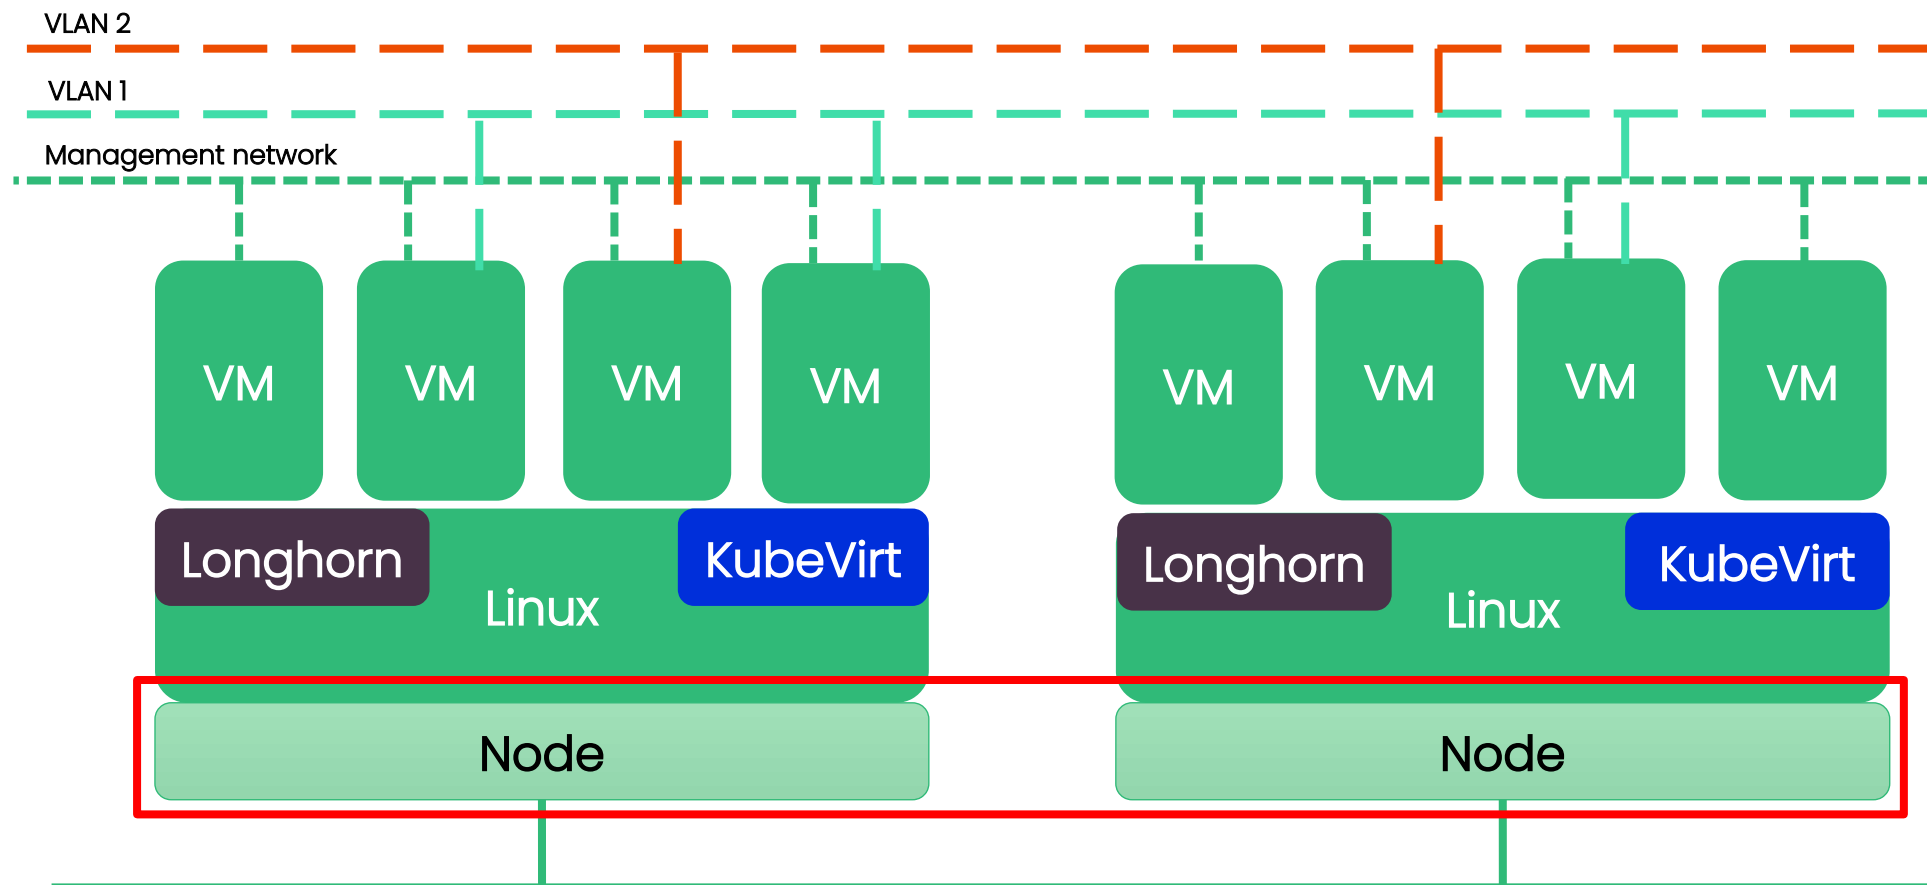 VLAN 2
VLAN 1
Management network
VM VM VM VM VM VM VM VM
Longhorn KubeVirt Longhorn KubeVirt
Linux Linux
Node Node